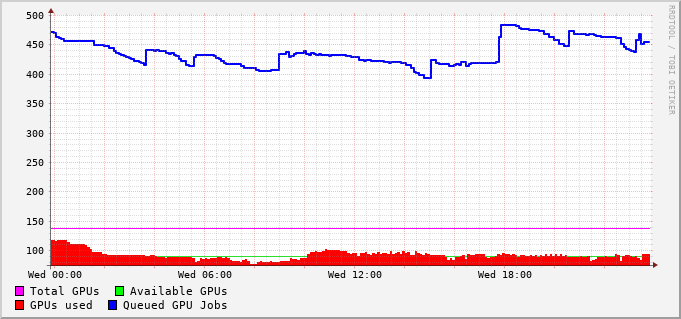 500
450
400
350
300
250
200
150
100
Wed 00:00 Wed 06:00 Wed 12:00 Wed 18:00
Total GPUs Available GPUs
GPUs used Queued GPU Jobs
RRDTOOL / TOBI OETIKER